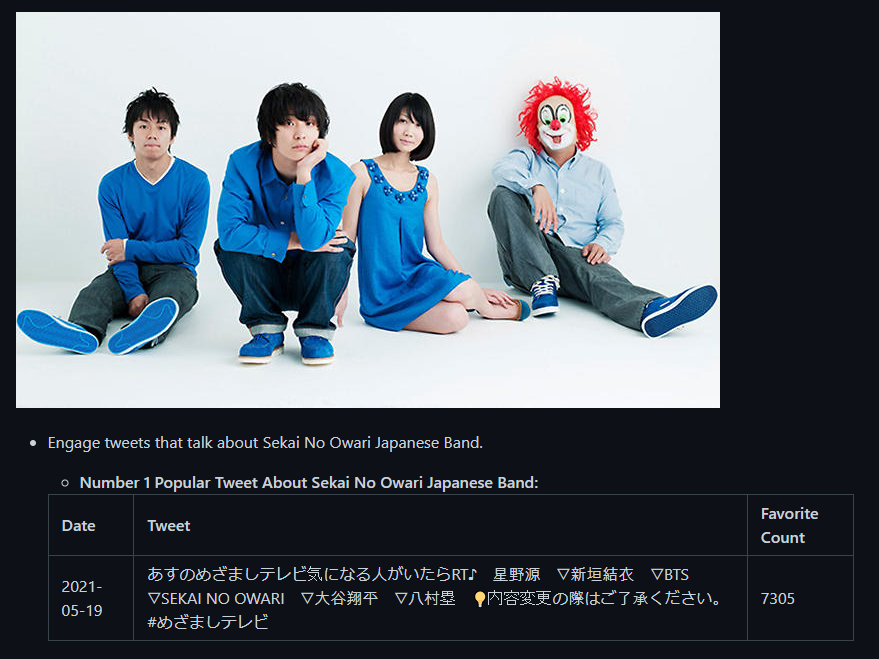 Engage tweets that talk about Sekai No Owari Japanese Band.
Number 1 Popular Tweet About Sekai No Owari Japanese Band:
Date Tweet Favorite Count
2021-05-19
あすのめざましテレビ気になる人がいたらRT♪　星野源　▽新垣結衣　▽BTS
▽SEKAI NO OWARI　▽大谷翔平　▽八村塁　💡内容変更の際はご了承ください。
#めざましテレビ
7305